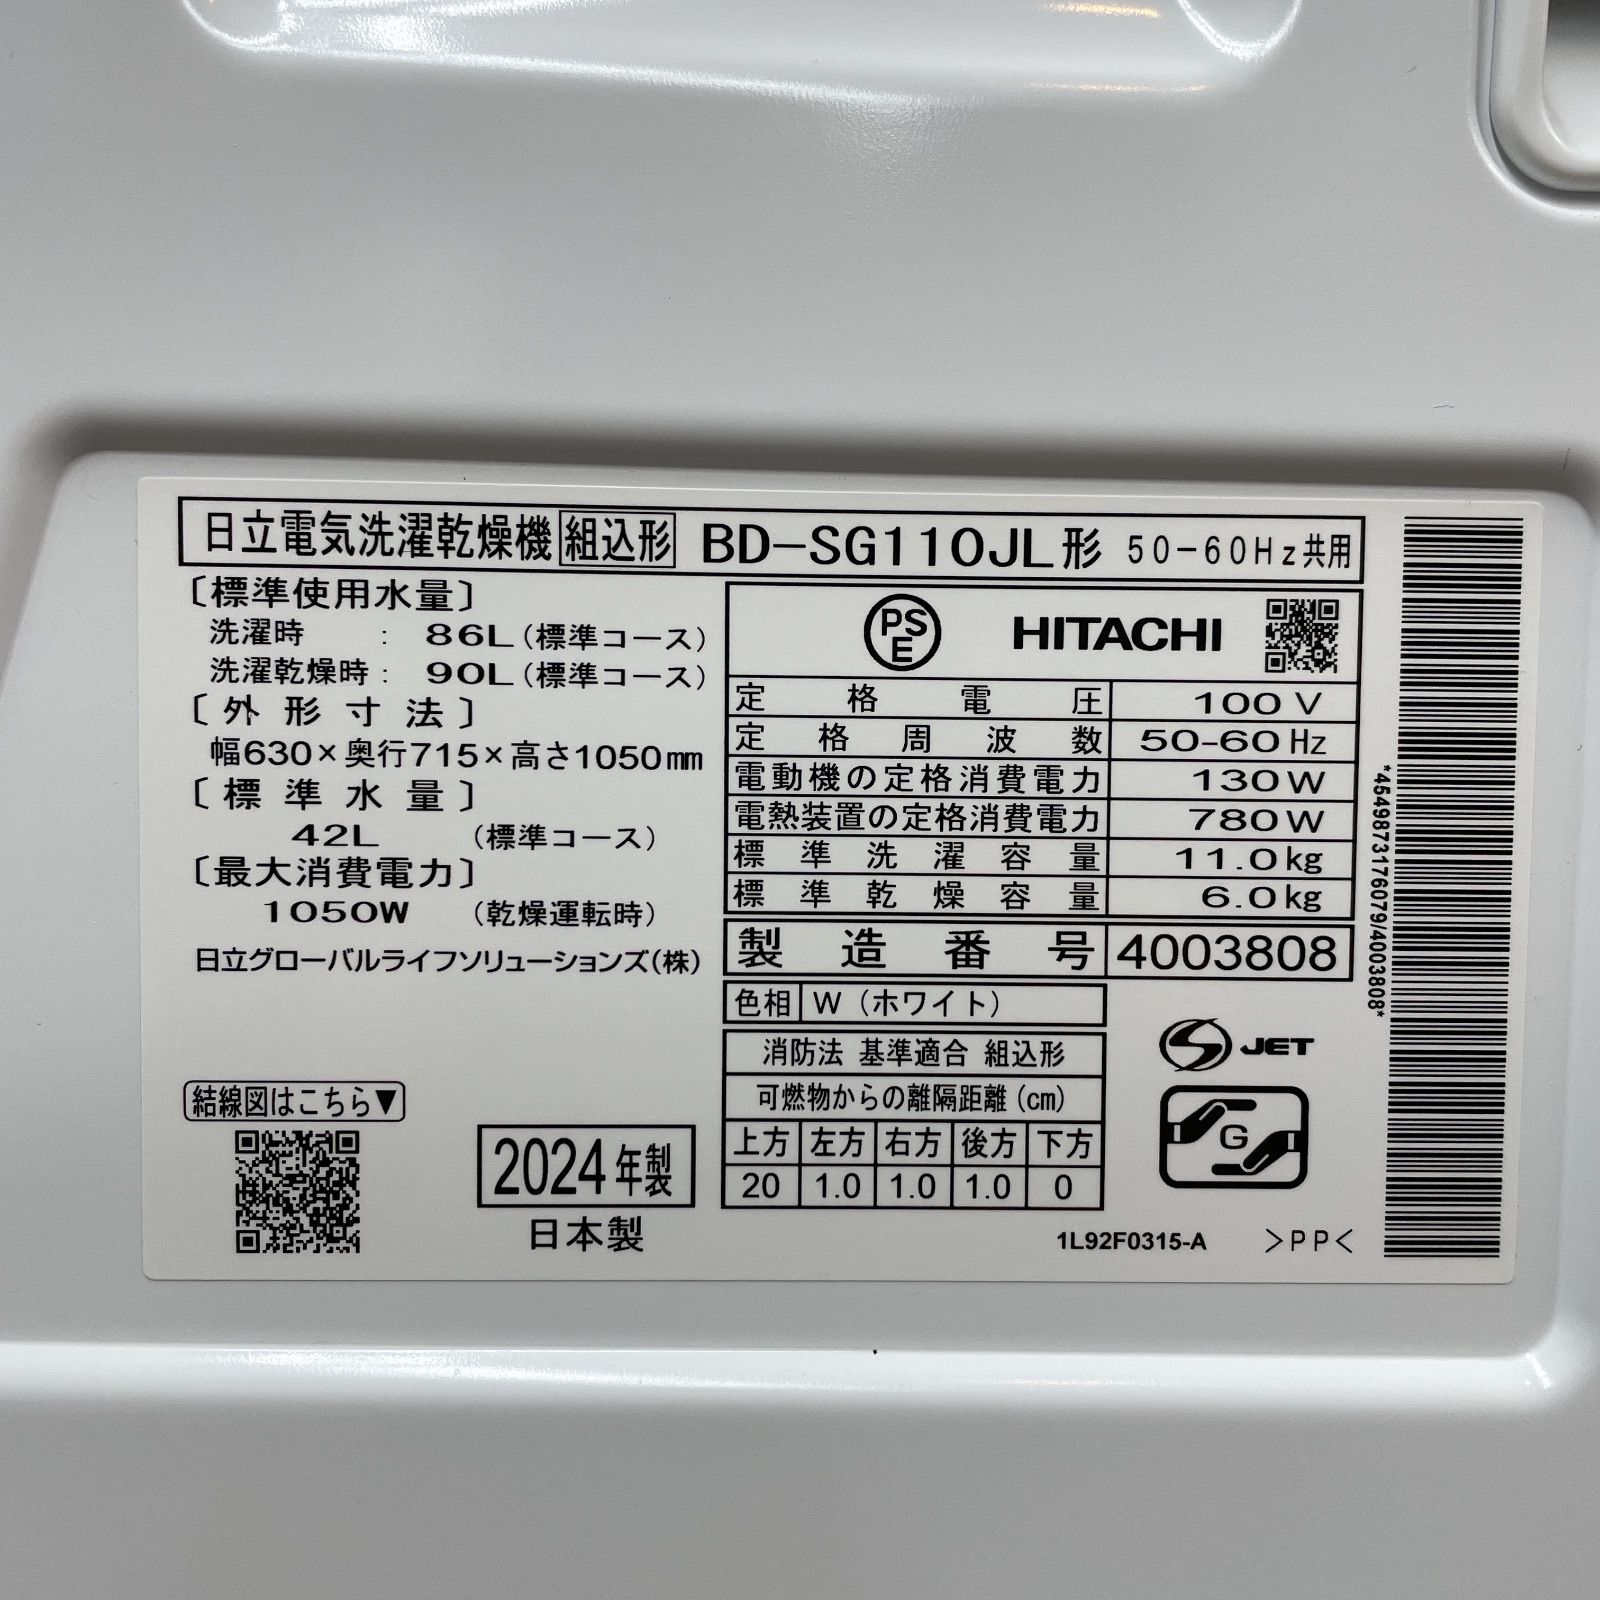 日立電気洗濯乾燥機 組込形 BD-SG110JL形 50-60Hz共用
〔標準使用水量〕
洗濯時 : 86L(標準コース)
洗濯乾燥時: 90L(標準コース)
〔外形寸法〕
幅630×奥行715×高さ1050mm
〔標準水量〕
42L (標準コース)
〔最大消費電力〕
1050W (乾燥運転時)
日立グローバルライフソリューションズ(株)
結線図はこちら▼
2024年製
日本製
PSE HITACHI
定格電圧 100V
定格周波数 50-60Hz
電動機の定格消費電力 130W
電熱装置の定格消費電力 780W
標準洗濯容量 11.0kg
標準乾燥容量 6.0kg
製造番号 4003808
色相 W(ホワイト)
消防法 基準適合 組込形
可燃物からの離隔距離(cm)
上方 左方 右方 後方 下方
20 1.0 1.0 1.0 0
S JET
G
1L92F0315-A >PP<
*4549873176079/4003808*